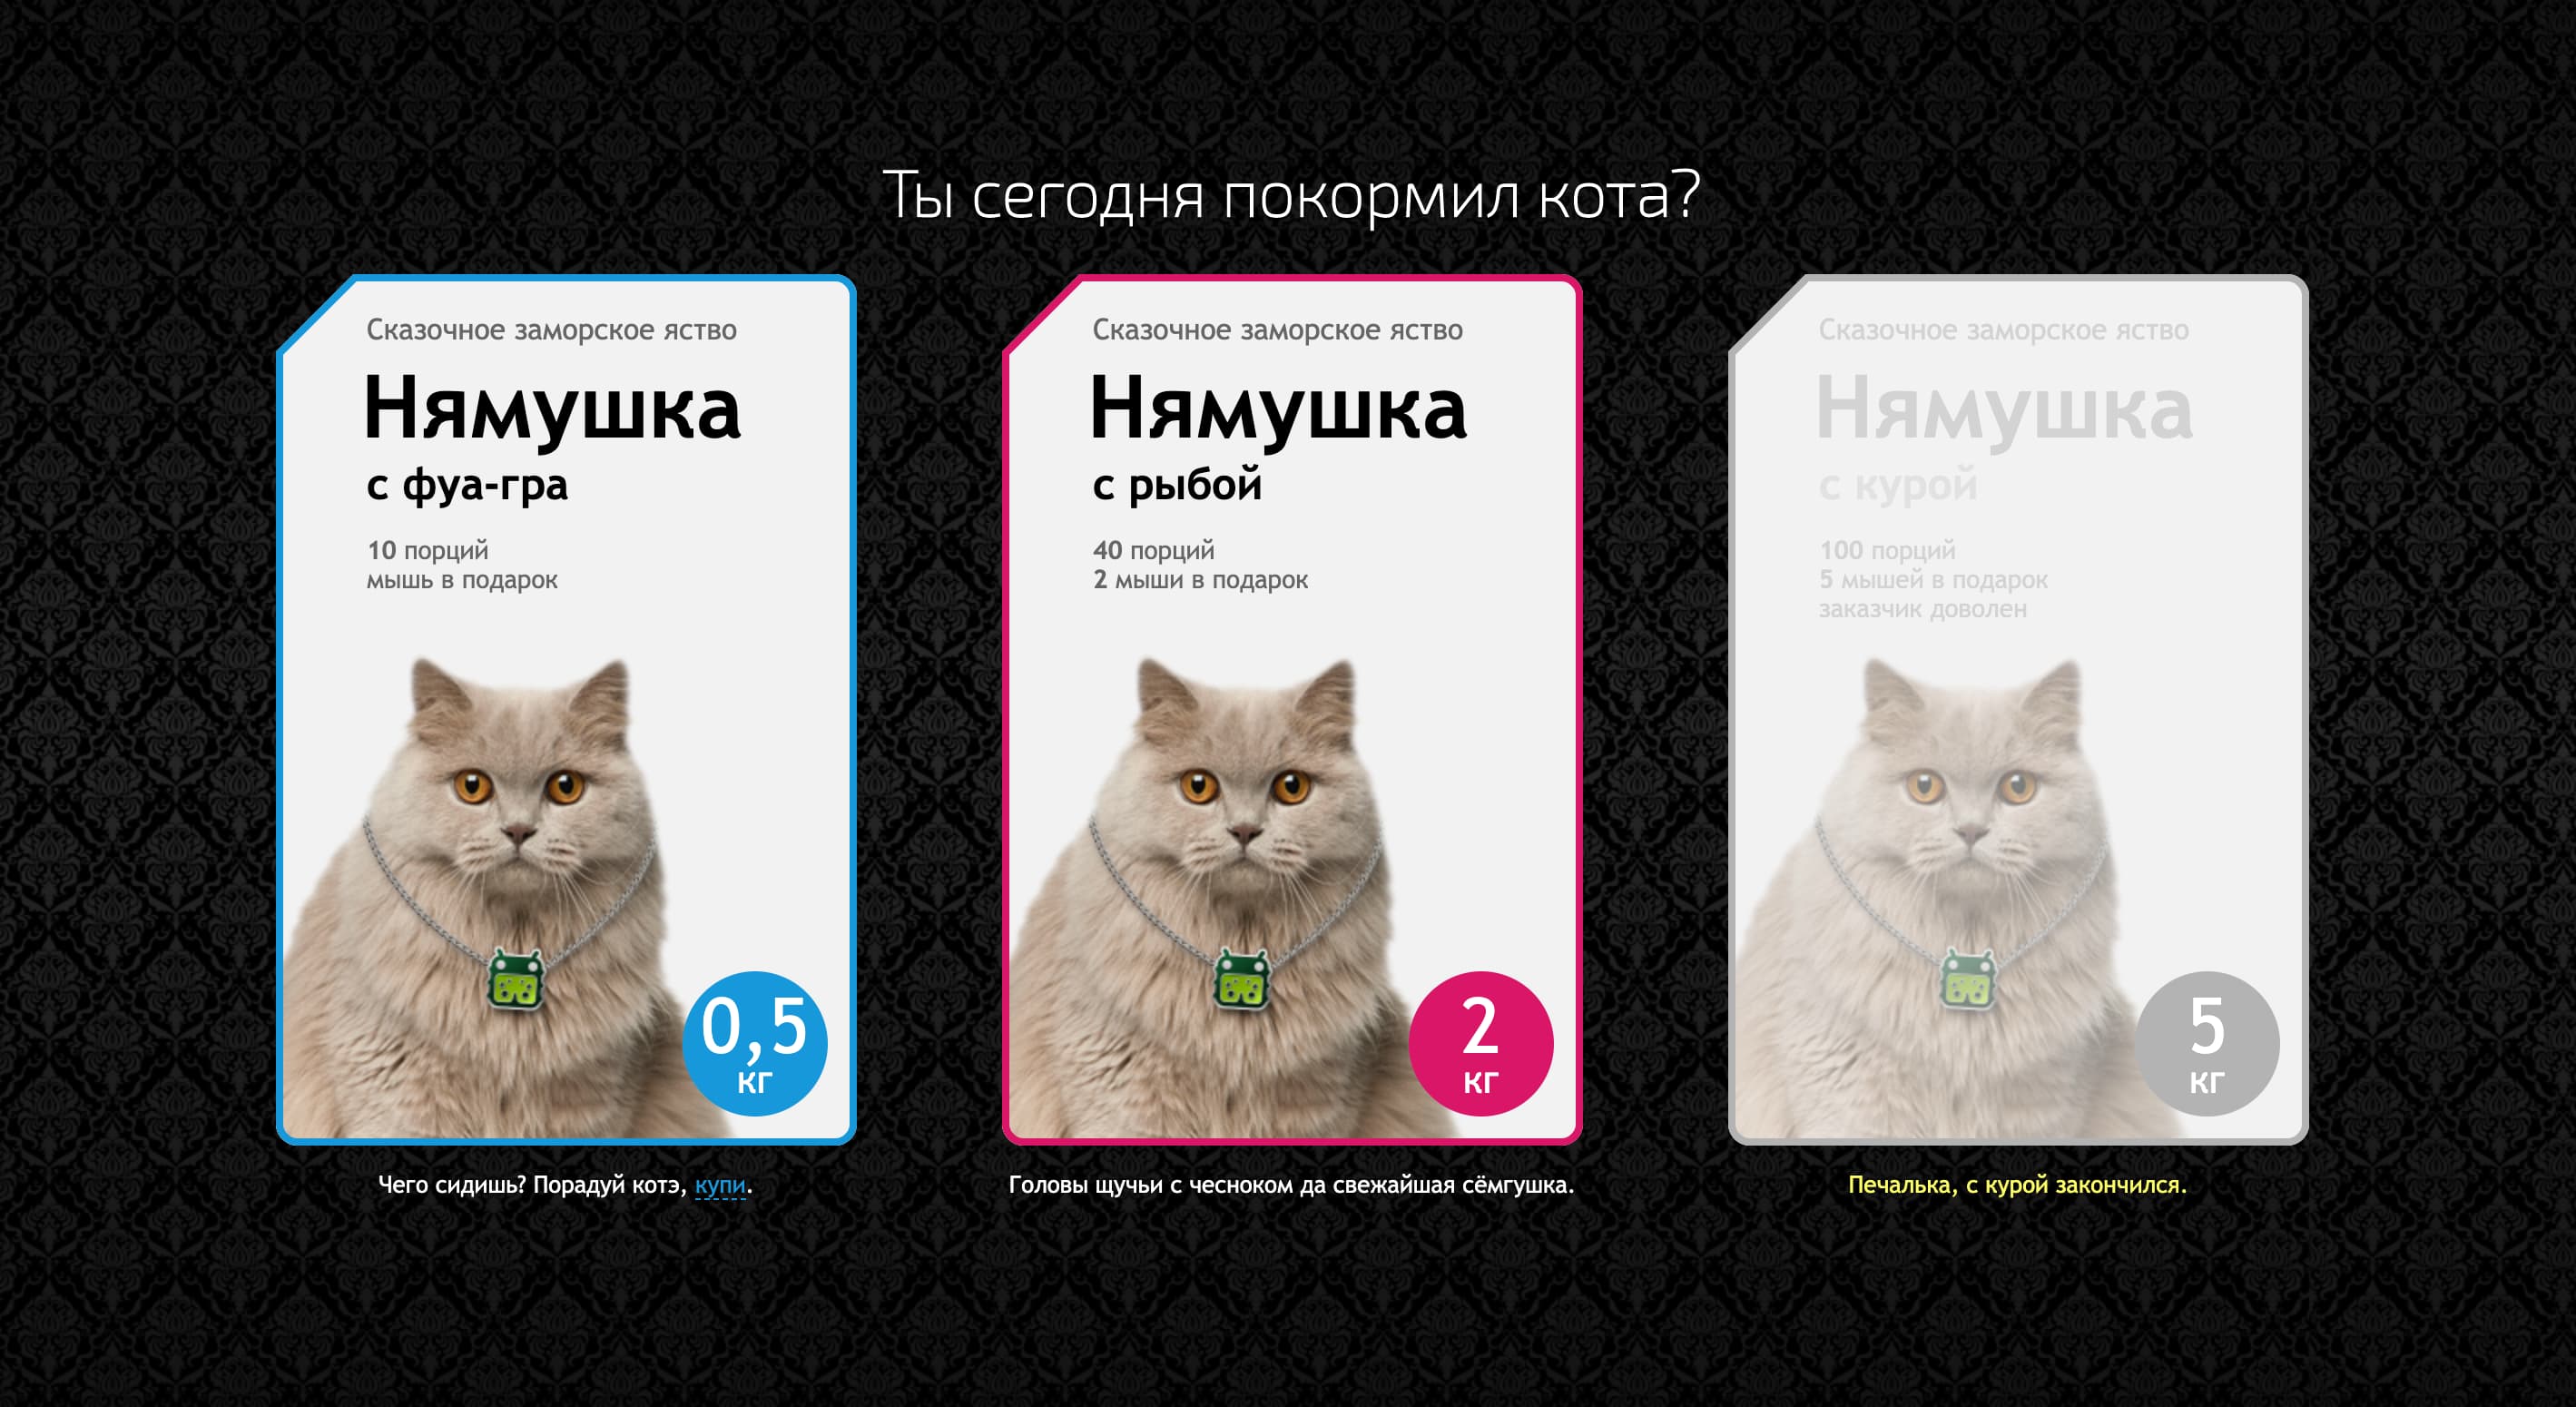 Ты сегодня покормил кота?
Сказочное заморское яство
Нямушка
с фуа-гра
10 порций
мышь в подарок
0,5
кг
Чего сидишь? Порадуй котэ, купи.
Сказочное заморское яство
Нямушка
с рыбой
40 порций
2 мыши в подарок
2
кг
Головы щучьи с чесноком да свежайшая сёмгушка.
Сказочное заморское яство
Нямушка
с курой
100 порций
5 мышей в подарок
заказчик доволен
5
кг
Печалька, с курой закончился.